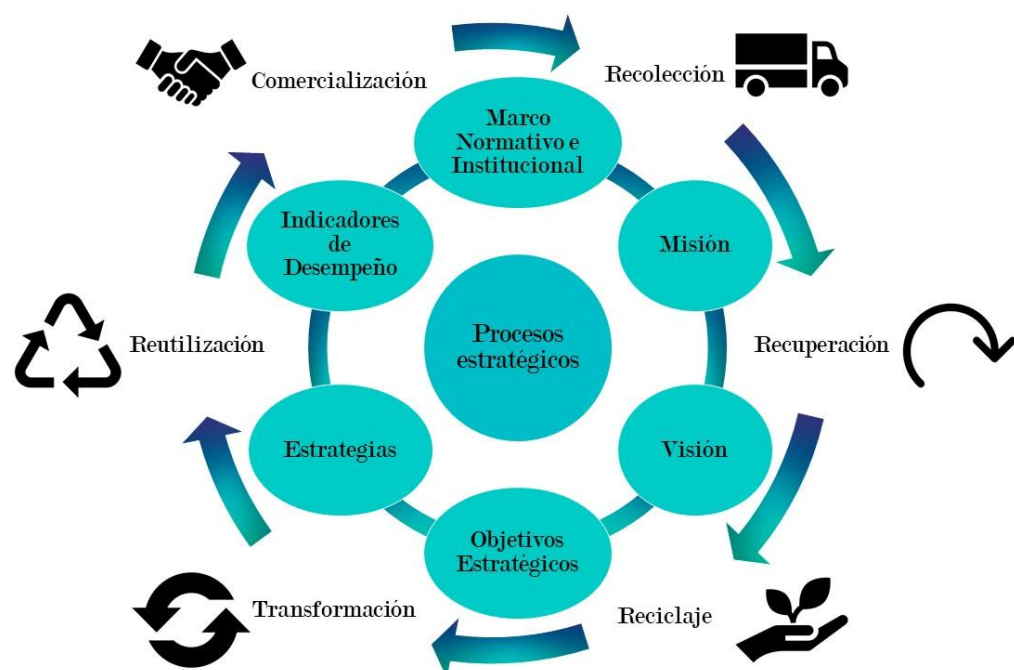 Comercialización
Recolección
Marco
Normativo e
Institucional
Indicadores
de
Desempeño
Misión
Procesos
estratégicos
Reutilización
Recuperación
Estrategias
Visión
Objetivos
Estratégicos
Transformación
Reciclaje